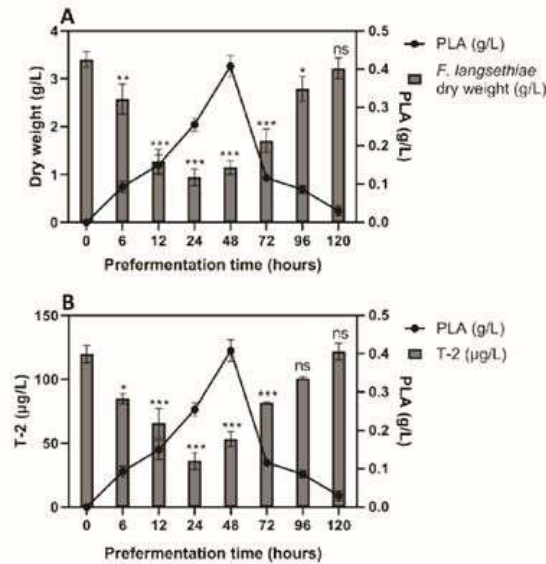 A
4
3
2
1
0
Dry weight (g/L)
** *** *** *** *** * ns
0.5
0.4
0.3
0.2
0.1
0.0
PLA (g/L)
0 6 12 24 48 72 96 120
Prefermentation time (hours)
PLA (g/L)
F. langsethiae
dry weight (g/L)
B
150
100
50
0
T-2 (µg/L)
* *** *** *** *** ns ns
0.5
0.4
0.3
0.2
0.1
0.0
PLA (g/L)
0 6 12 24 48 72 96 120
Prefermentation time (hours)
PLA (g/L)
T-2 (µg/L)